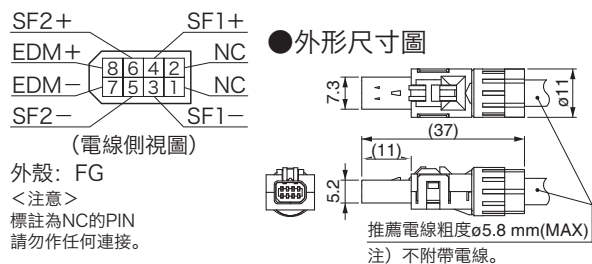 SF2+ SF1+
EDM+ NC
8 6 4 2
7 5 3 1
EDM− NC
SF2− SF1−
(電線側視圖)
外殼: FG
<注意>
標註為NC的PIN
請勿作任何連接。
●外形尺寸圖
7.3
ø11
(37)
(11)
5.2
推薦電線粗度ø5.8 mm(MAX)
注) 不附帶電線。